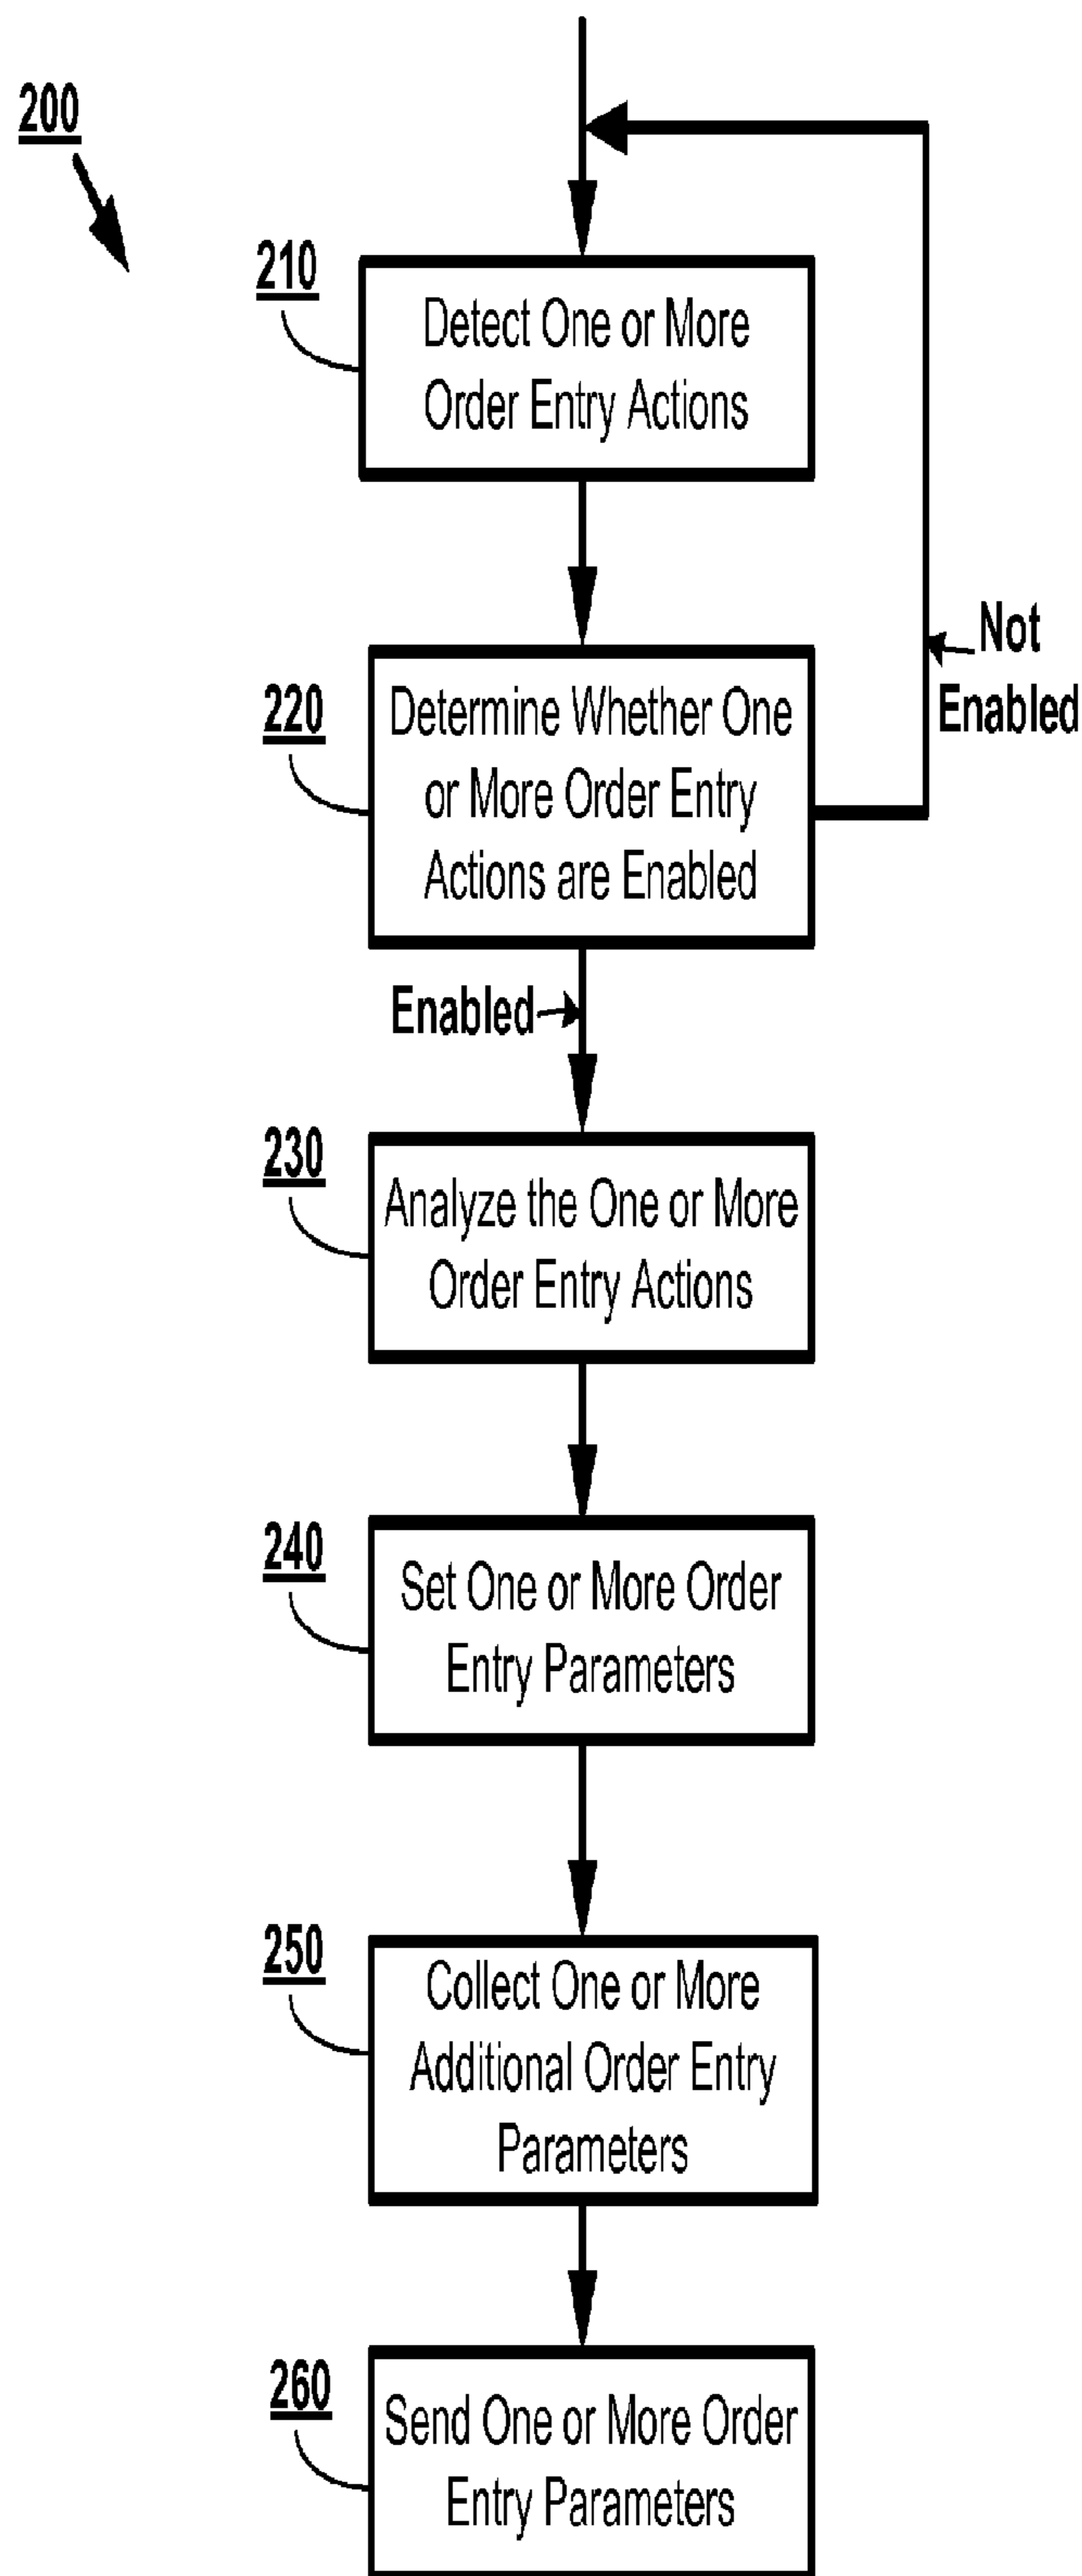 200
210
Detect One or More
Order Entry Actions
Not
Enabled
220
Determine Whether One
or More Order Entry
Actions are Enabled
Enabled
230
Analyze the One or More
Order Entry Actions
240
Set One or More Order
Entry Parameters
250
Collect One or More
Additional Order Entry
Parameters
260
Send One or More Order
Entry Parameters